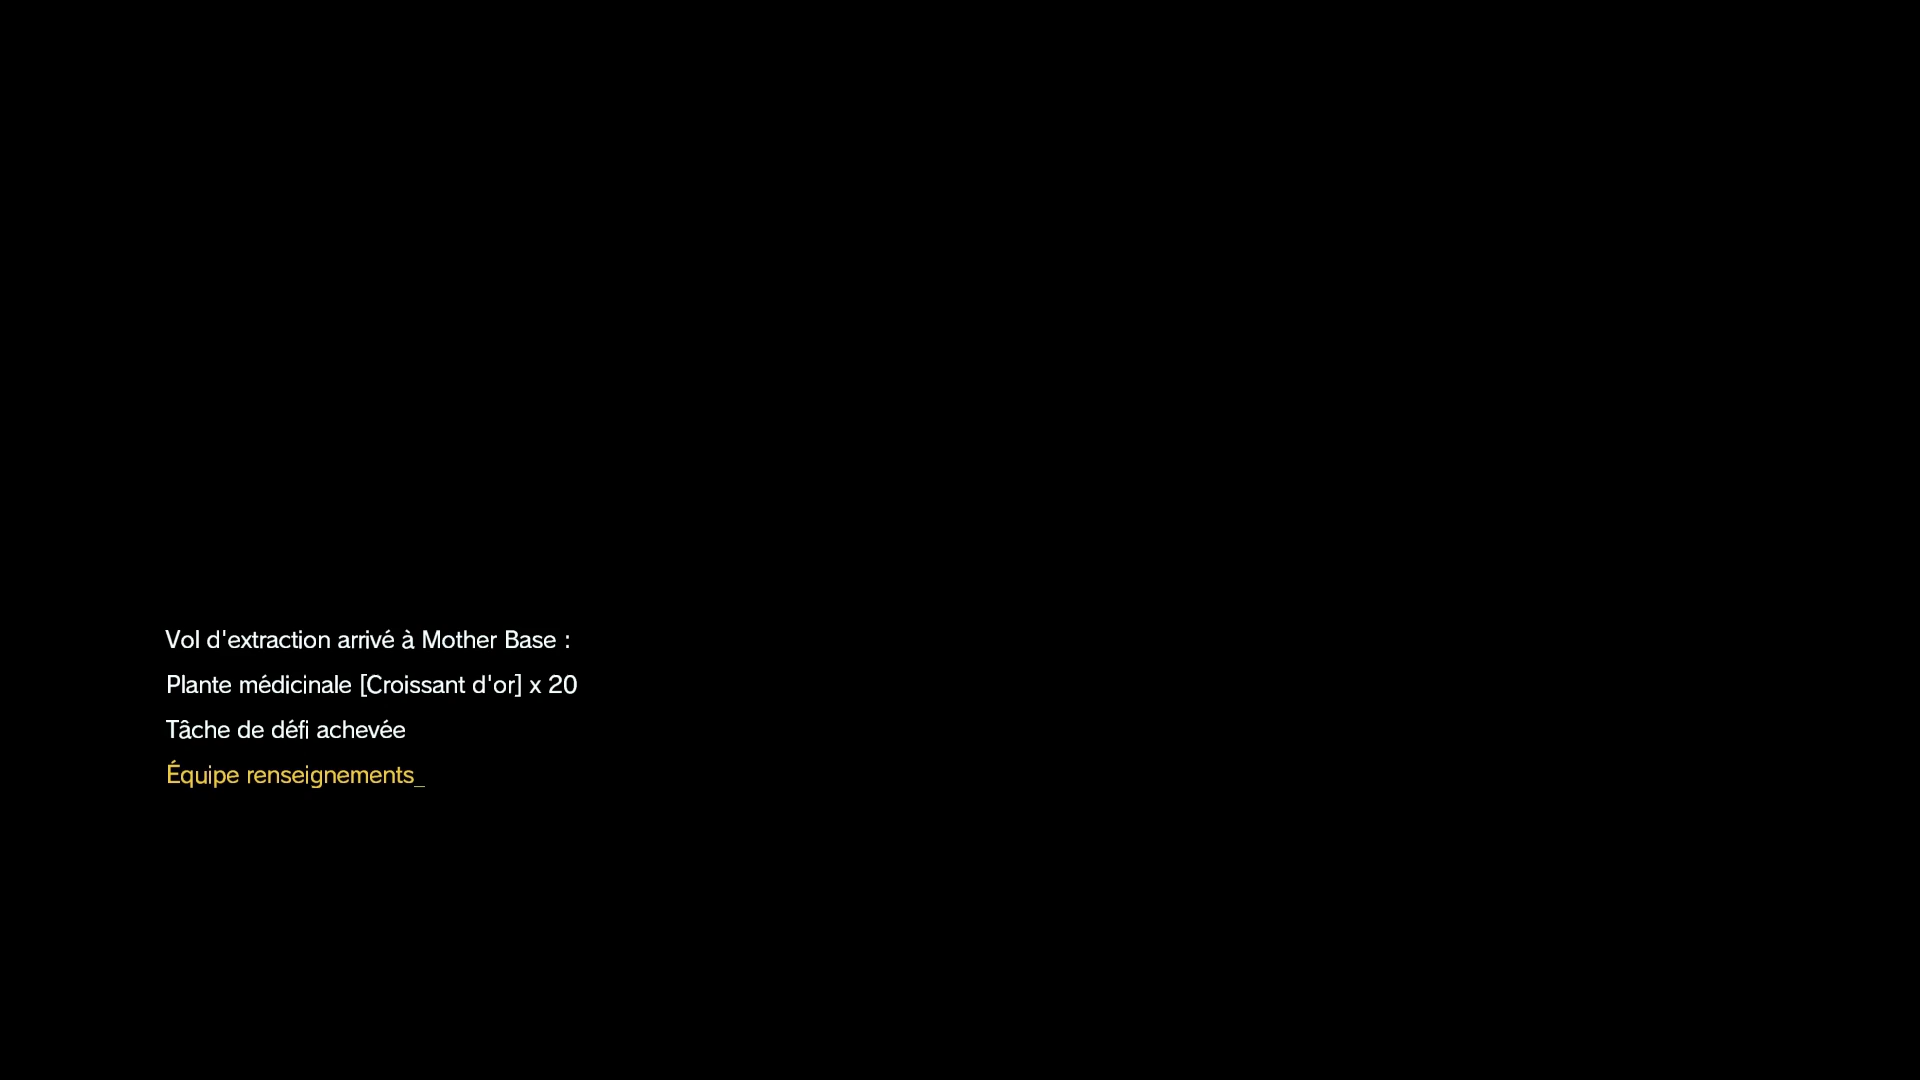 Vol d'extraction arrivé à Mother Base :
Plante médicinale [Croissant d'or] x 20
Tâche de défi achevée
Équipe renseignements_